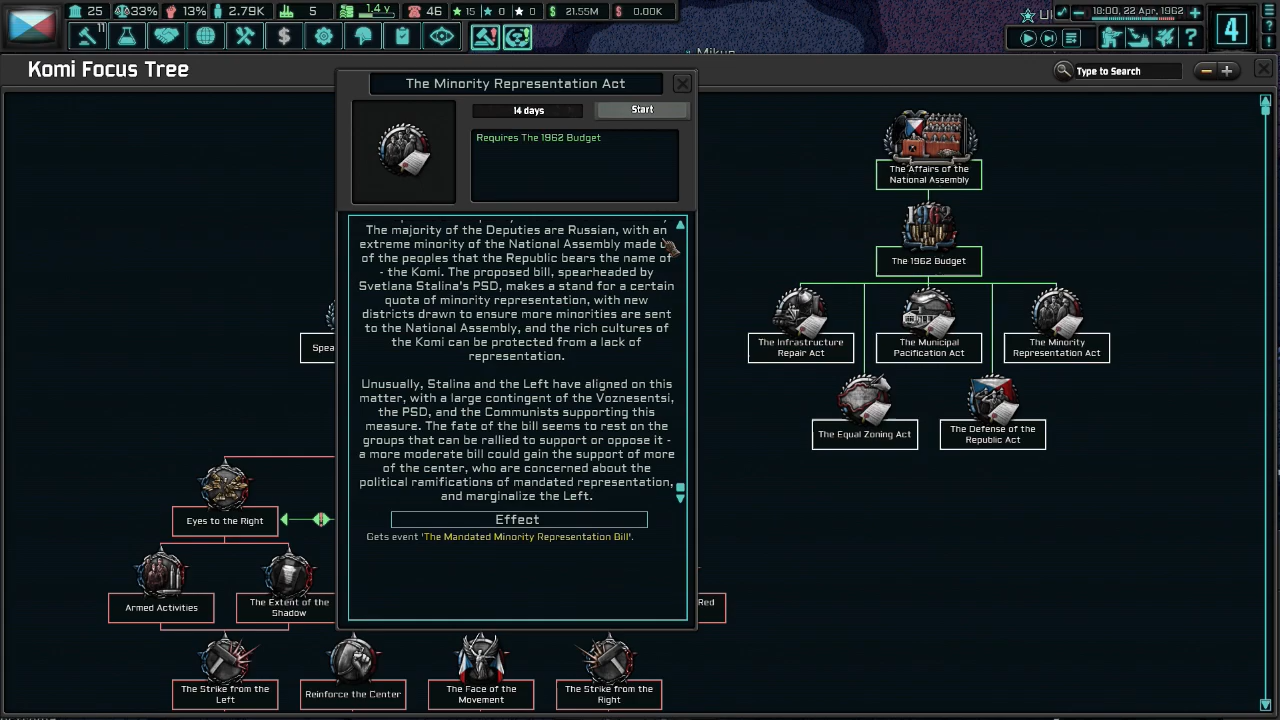 25
33%
13%
2.79K
5
1.4 v
46
15
0
0
21.55M
0.00K
10:00, 22 Apr, 1962
4
11
Komi Focus Tree
Type to Search
The Minority Representation Act
14 days
Start
Requires The 1962 Budget
The majority of the Deputies are Russian, with an
extreme minority of the National Assembly made
of the peoples that the Republic bears the name of
- the Komi. The proposed bill, spearheaded by
Svetlana Stalina's PSD, makes a stand for a certain
quota of minority representation, with new
districts drawn to ensure more minorities are sent
to the National Assembly, and the rich cultures of
the Komi can be protected from a lack of
representation.
Unusually, Stalina and the Left have aligned on this
matter, with a large contingent of the Voznesentsi,
the PSD, and the Communists supporting this
measure. The fate of the bill seems to rest on the
groups that can be rallied to support or oppose it -
a more moderate bill could gain the support of more
of the center, who are concerned about the
political ramifications of mandated representation,
and marginalize the Left.
Effect
Gets event 'The Mandated Minority Representation Bill'.
The Affairs of the
National Assembly
1962
The 1962 Budget
The Infrastructure
Repair Act
The Municipal
Pacification Act
The Minority
Representation Act
The Equal Zoning Act
The Defense of the
Republic Act
Spea
Eyes to the Right
Armed Activities
The Extent of the
Shadow
Red
The Strike from the
Left
Reinforce the Center
The Face of the
Movement
The Strike from the
Right